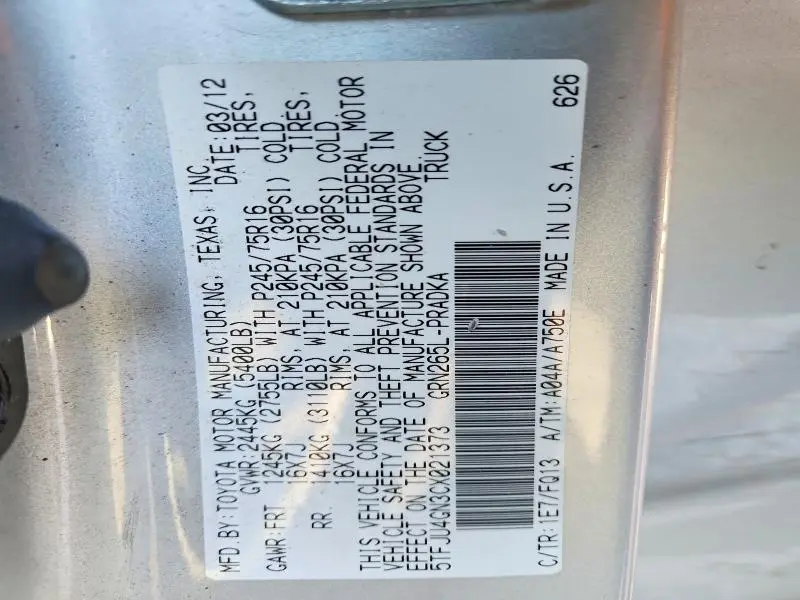 MFD.BY:TOYOTA MOTOR MANUFACTURING, TEXAS, INC.
GVWR:2445KG (5400LB) DATE:03/12
GAWR:FRT 1245KG (2755LB) WITH P245/75R16 TIRES,
16X7J RIMS, AT 210KPA (30PSI) COLD
RR. 1410KG (3110LB) WITH P245/75R16 TIRES,
16X7J RIMS, AT 210KPA (30PSI) COLD
THIS VEHICLE CONFORMS TO ALL APPLICABLE FEDERAL MOTOR
VEHICLE SAFETY AND THEFT PREVENTION STANDARDS IN
EFFECT ON THE DATE OF MANUFACTURE SHOWN ABOVE.
5TFJU4GN3CX021373 GRN265L-PRADKA TRUCK
C/TR:1E7/FQ13 A/TM:A04A/A750E MADE IN U.S.A. 626